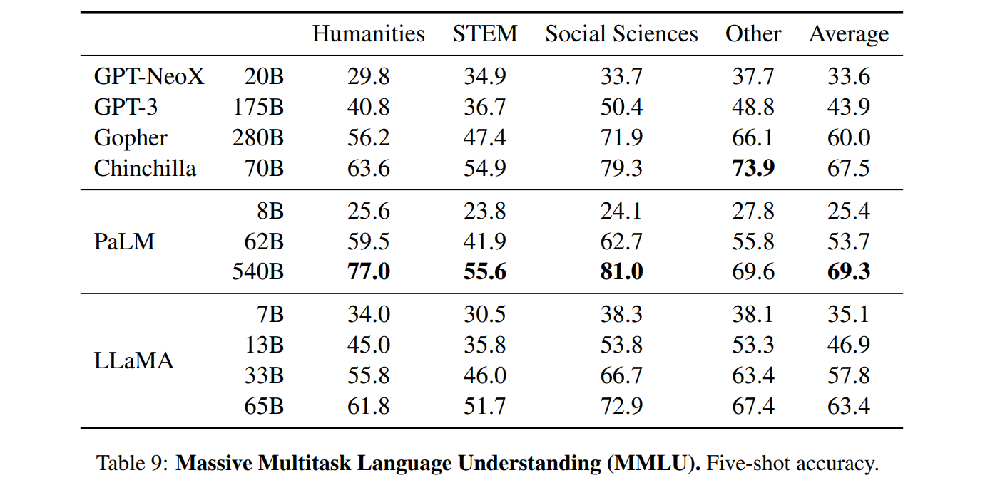 Humanities STEM Social Sciences Other Average
GPT-NeoX 20B 29.8 34.9 33.7 37.7 33.6
GPT-3 175B 40.8 36.7 50.4 48.8 43.9
Gopher 280B 56.2 47.4 71.9 66.1 60.0
Chinchilla 70B 63.6 54.9 79.3 73.9 67.5
8B 25.6 23.8 24.1 27.8 25.4
PaLM 62B 59.5 41.9 62.7 55.8 53.7
540B 77.0 55.6 81.0 69.6 69.3
7B 34.0 30.5 38.3 38.1 35.1
13B 45.0 35.8 53.8 53.3 46.9
LLaMA
33B 55.8 46.0 66.7 63.4 57.8
65B 61.8 51.7 72.9 67.4 63.4
Table 9: Massive Multitask Language Understanding (MMLU). Five-shot accuracy.